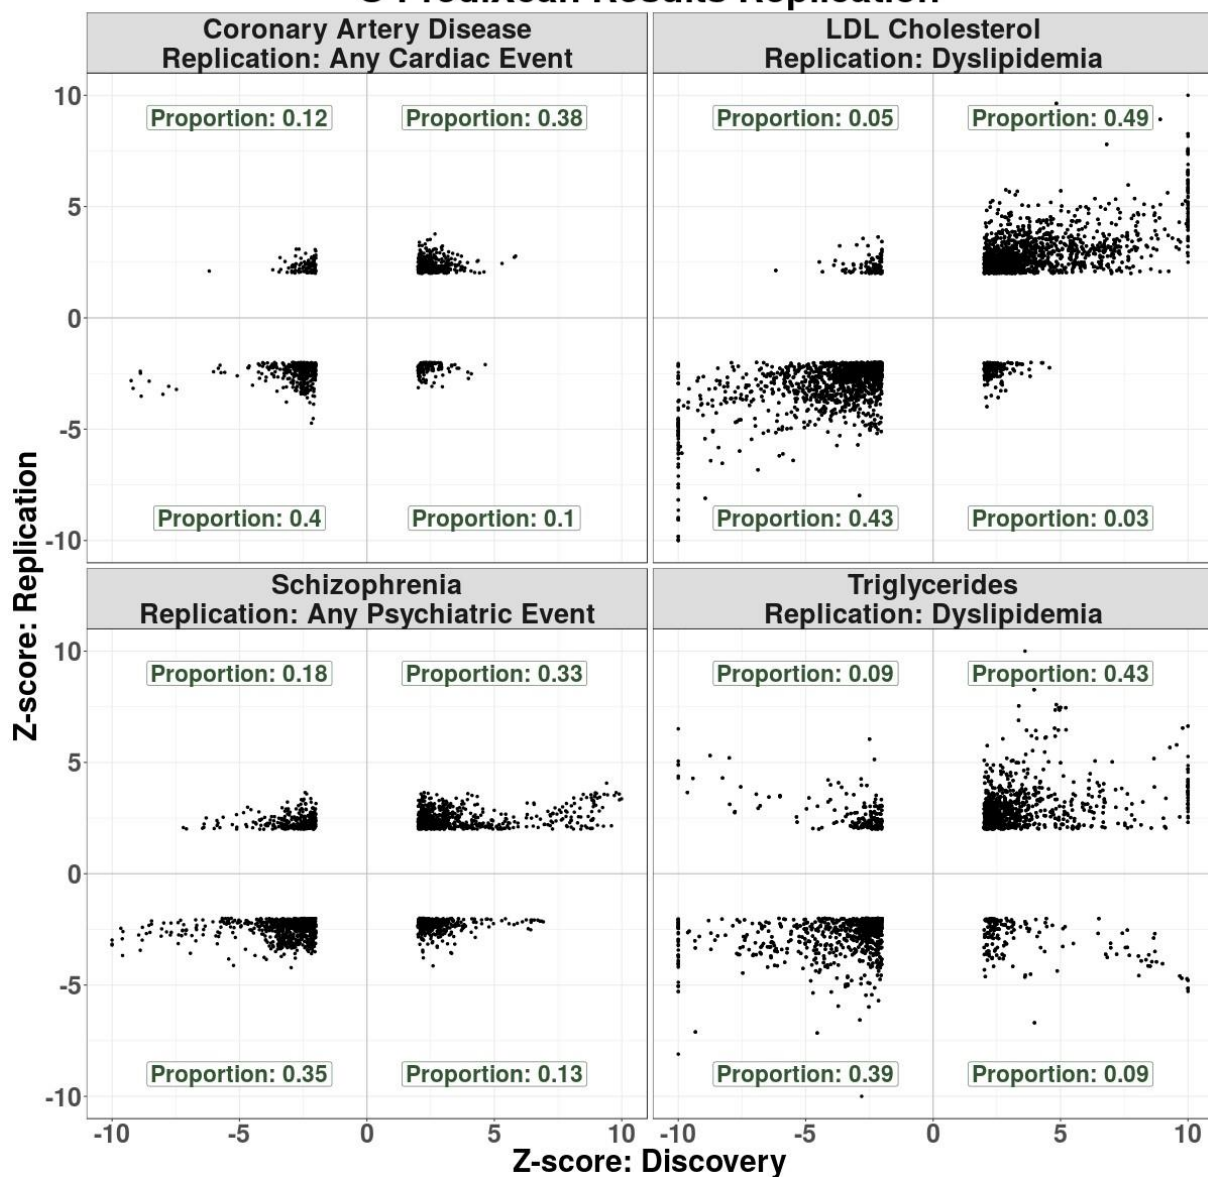 Coronary Artery Disease
Replication: Any Cardiac Event
LDL Cholesterol
Replication: Dyslipidemia
Z-score: Replication
10
5
0
-5
-10
Proportion: 0.12
Proportion: 0.38
Proportion: 0.4
Proportion: 0.1
Proportion: 0.05
Proportion: 0.49
Proportion: 0.43
Proportion: 0.03
Schizophrenia
Replication: Any Psychiatric Event
Triglycerides
Replication: Dyslipidemia
10
5
0
-5
-10
Proportion: 0.18
Proportion: 0.33
Proportion: 0.35
Proportion: 0.13
Proportion: 0.09
Proportion: 0.43
Proportion: 0.39
Proportion: 0.09
-10 -5 0 5 10 -10 -5 0 5 10
Z-score: Discovery